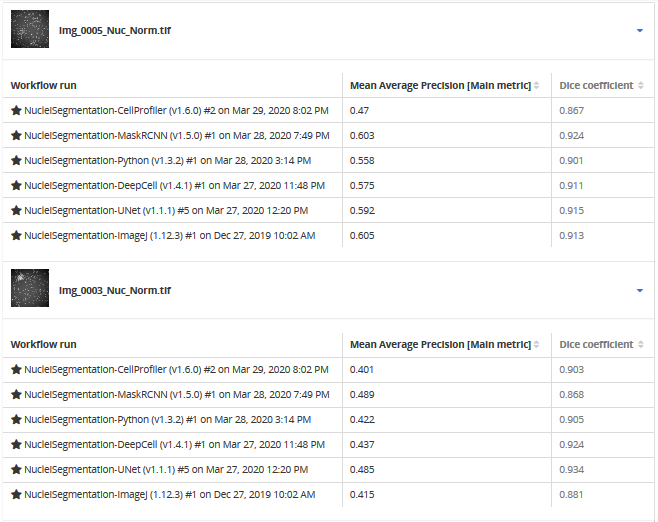 Img_0005_Nuc_Norm.tif
Workflow run Mean Average Precision [Main metric] Dice coefficient
NucleiSegmentation-CellProfiler (v1.6.0) #2 on Mar 29, 2020 8:02 PM 0.47 0.867
NucleiSegmentation-MaskRCNN (v1.5.0) #1 on Mar 28, 2020 7:49 PM 0.603 0.924
NucleiSegmentation-Python (v1.3.2) #1 on Mar 28, 2020 3:14 PM 0.558 0.901
NucleiSegmentation-DeepCell (v1.4.1) #1 on Mar 27, 2020 11:48 PM 0.575 0.911
NucleiSegmentation-UNet (v1.1.1) #5 on Mar 27, 2020 12:20 PM 0.592 0.915
NucleiSegmentation-ImageJ (1.12.3) #1 on Dec 27, 2019 10:02 AM 0.605 0.913
Img_0003_Nuc_Norm.tif
Workflow run Mean Average Precision [Main metric] Dice coefficient
NucleiSegmentation-CellProfiler (v1.6.0) #2 on Mar 29, 2020 8:02 PM 0.401 0.903
NucleiSegmentation-MaskRCNN (v1.5.0) #1 on Mar 28, 2020 7:49 PM 0.489 0.868
NucleiSegmentation-Python (v1.3.2) #1 on Mar 28, 2020 3:14 PM 0.422 0.905
NucleiSegmentation-DeepCell (v1.4.1) #1 on Mar 27, 2020 11:48 PM 0.437 0.924
NucleiSegmentation-UNet (v1.1.1) #5 on Mar 27, 2020 12:20 PM 0.485 0.934
NucleiSegmentation-ImageJ (1.12.3) #1 on Dec 27, 2019 10:02 AM 0.415 0.881